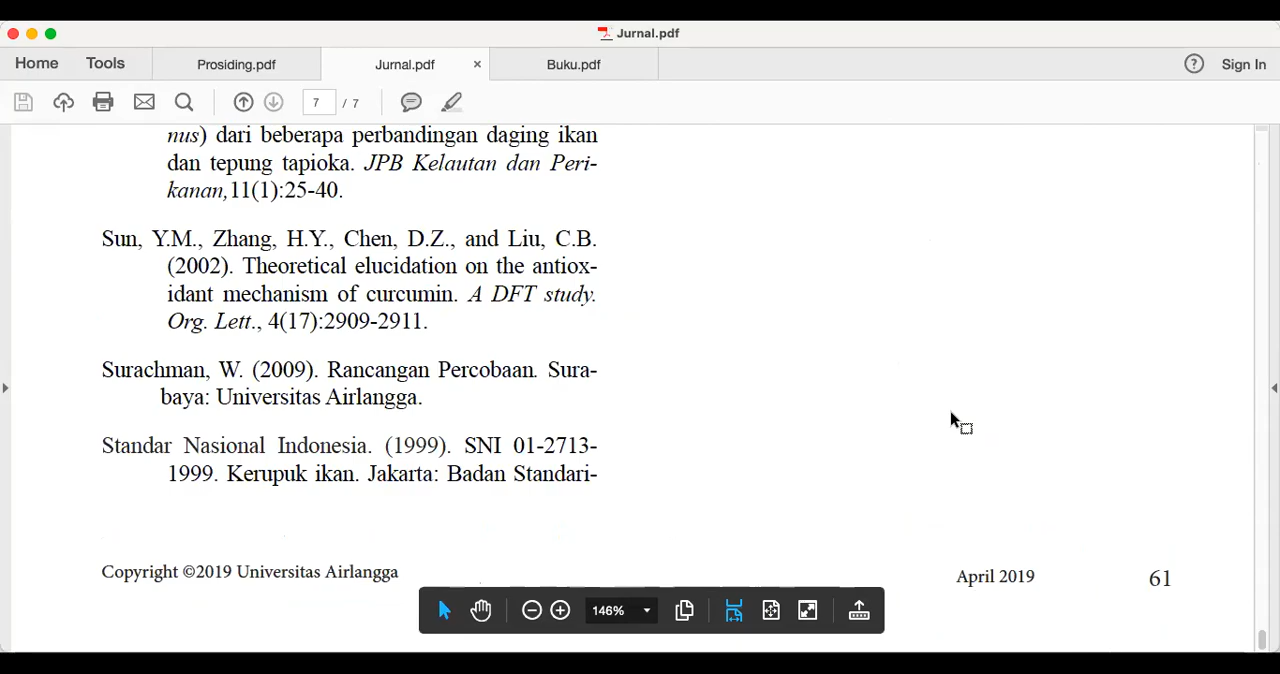 Jurnal.pdf
Home Tools Prosiding.pdf Jurnal.pdf × Buku.pdf ? Sign In
7 / 7
nus) dari beberapa perbandingan daging ikan
dan tepung tapioka. JPB Kelautan dan Peri-
kanan,11(1):25-40.
Sun, Y.M., Zhang, H.Y., Chen, D.Z., and Liu, C.B.
(2002). Theoretical elucidation on the antiox-
idant mechanism of curcumin. A DFT study.
Org. Lett., 4(17):2909-2911.
Surachman, W. (2009). Rancangan Percobaan. Sura-
baya: Universitas Airlangga.
Standar Nasional Indonesia. (1999). SNI 01-2713-
1999. Kerupuk ikan. Jakarta: Badan Standari-
Copyright ©2019 Universitas Airlangga
April 2019 61
146%